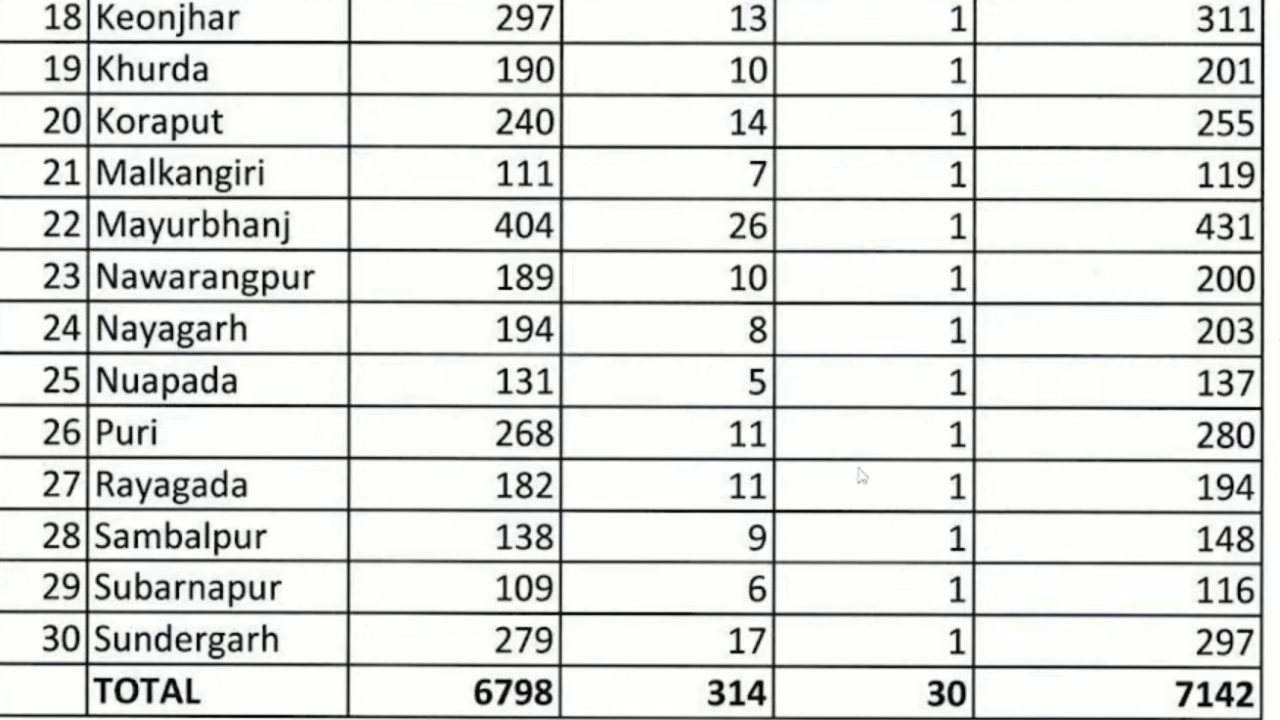 18 Keonjhar 297 13 1 311
19 Khurda 190 10 1 201
20 Koraput 240 14 1 255
21 Malkangiri 111 7 1 119
22 Mayurbhanj 404 26 1 431
23 Nawarangpur 189 10 1 200
24 Nayagarh 194 8 1 203
25 Nuapada 131 5 1 137
26 Puri 268 11 1 280
27 Rayagada 182 11 1 194
28 Sambalpur 138 9 1 148
29 Subarnapur 109 6 1 116
30 Sundergarh 279 17 1 297
TOTAL 6798 314 30 7142